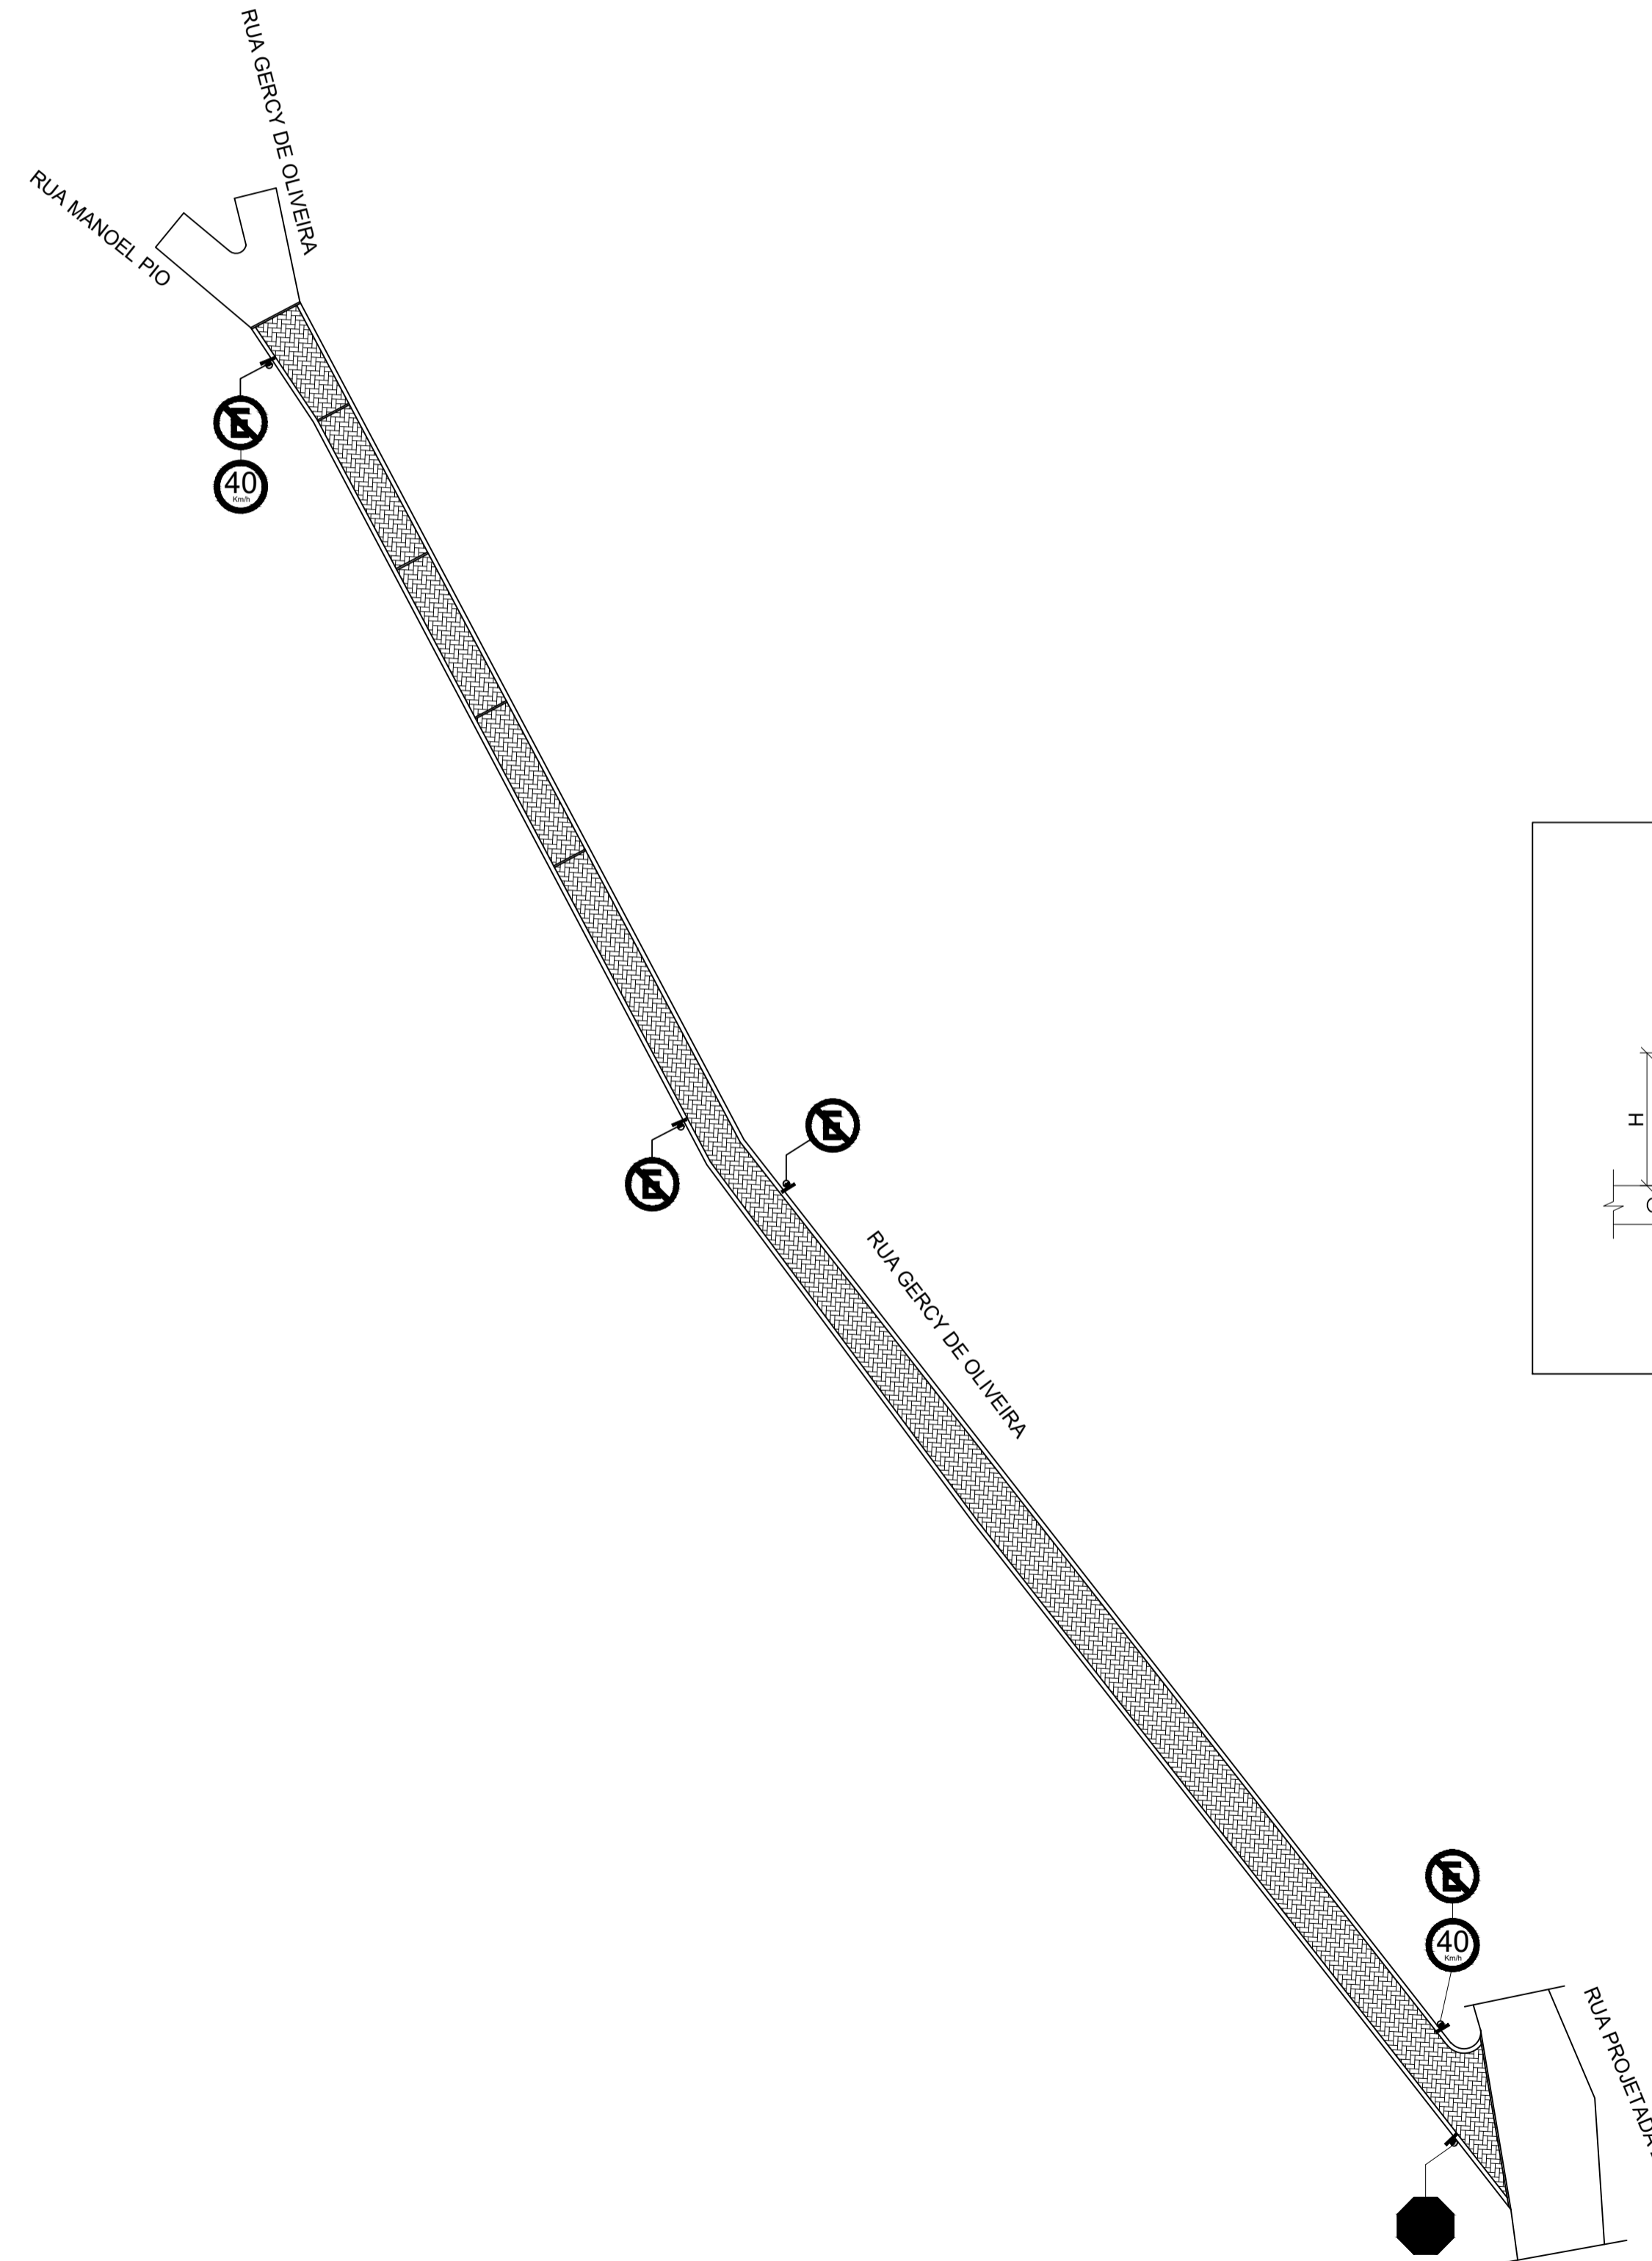 RUA GERCY DE OLIVEIRA
RUA MANOEL PIO
E
40
Km/h
H
E
E
RUA GERCY DE OLIVEIRA
E
40
Km/h
RUA PROJETADA